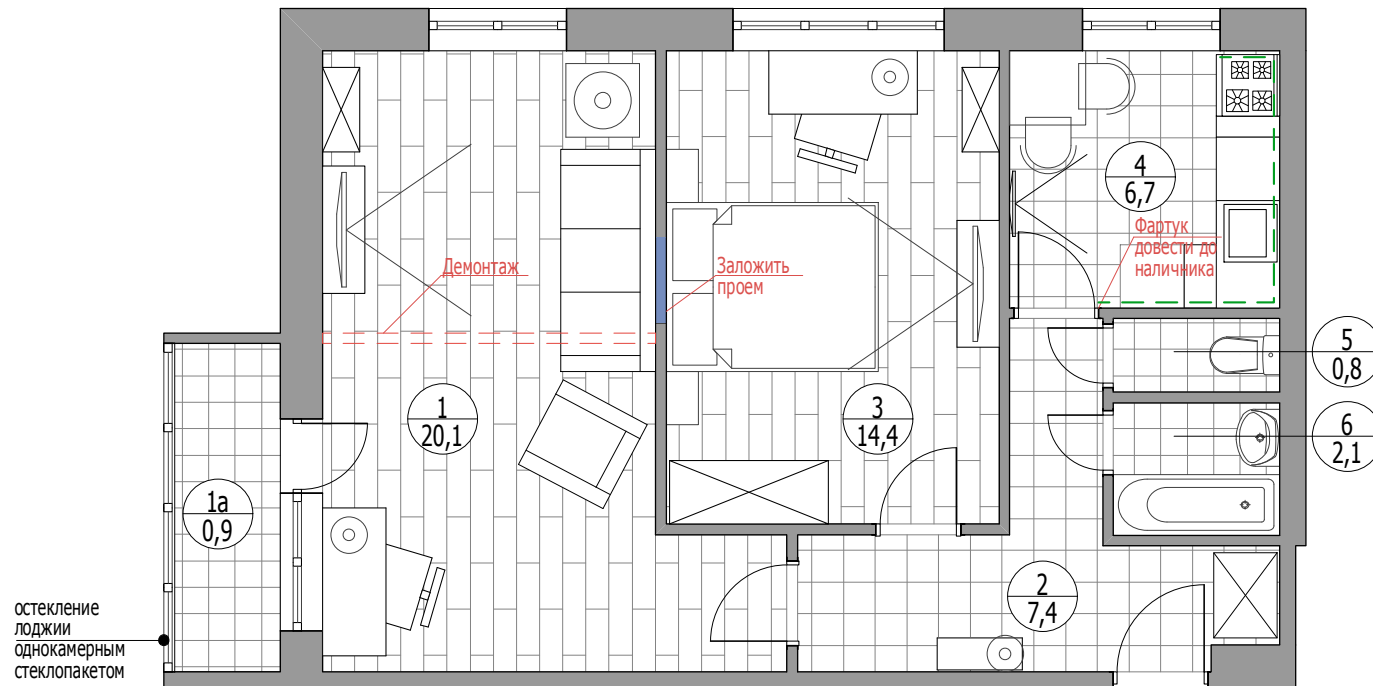 4
6,7
Фартук
довести до
наличника
Демонтаж
Заложить
проем
5
0,8
1
20,1
3
14,4
6
2,1
1а
0,9
2
7,4
остекление
лоджии
однокамерным
стеклопакетом